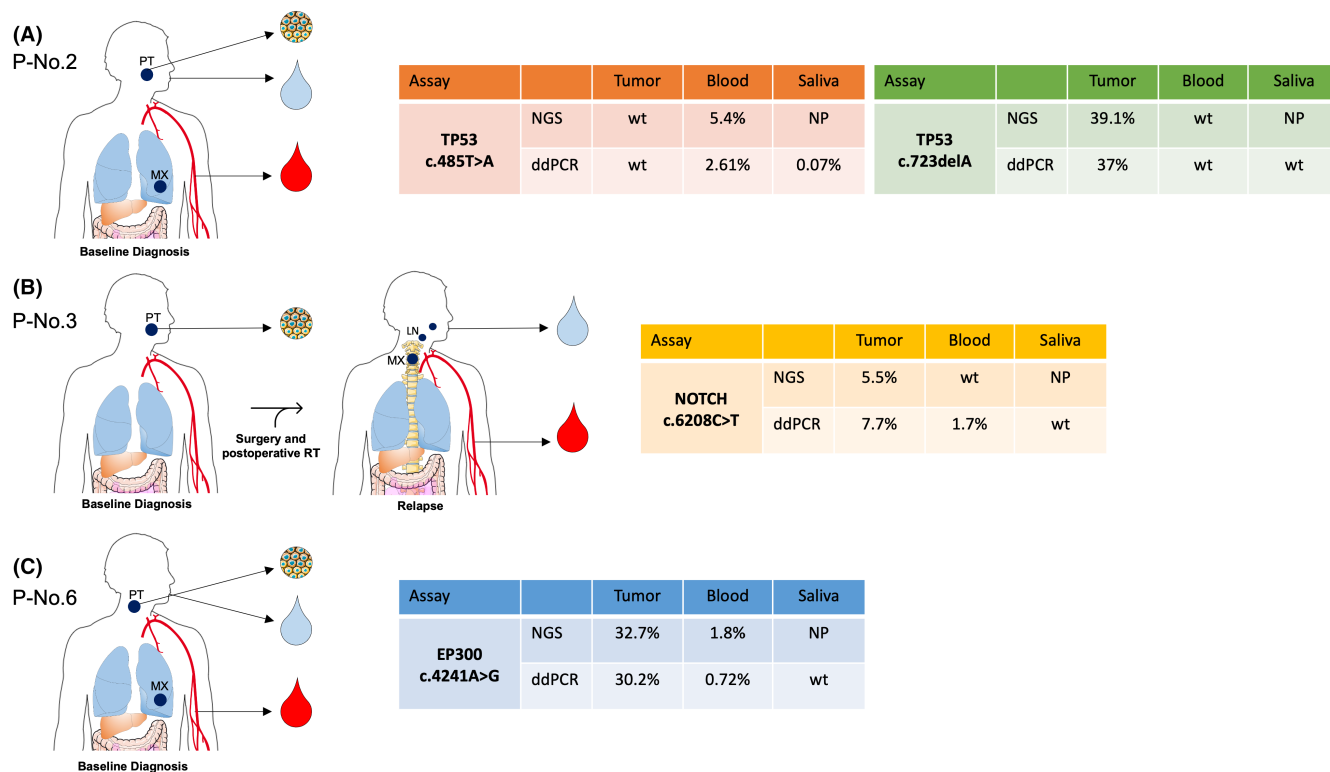 (A)
P-No.2
PT
MX
Baseline Diagnosis
Assay Tumor Blood Saliva
TP53 c.485T>A
NGS wt 5.4% NP
ddPCR wt 2.61% 0.07%
Assay Tumor Blood Saliva
TP53 c.723delA
NGS 39.1% wt NP
ddPCR 37% wt wt
(B)
P-No.3
PT
Baseline Diagnosis
Surgery and
postoperative RT
LN
MX
Relapse
Assay Tumor Blood Saliva
NOTCH c.6208C>T
NGS 5.5% wt NP
ddPCR 7.7% 1.7% wt
(C)
P-No.6
PT
MX
Baseline Diagnosis
Assay Tumor Blood Saliva
EP300 c.4241A>G
NGS 32.7% 1.8% NP
ddPCR 30.2% 0.72% wt